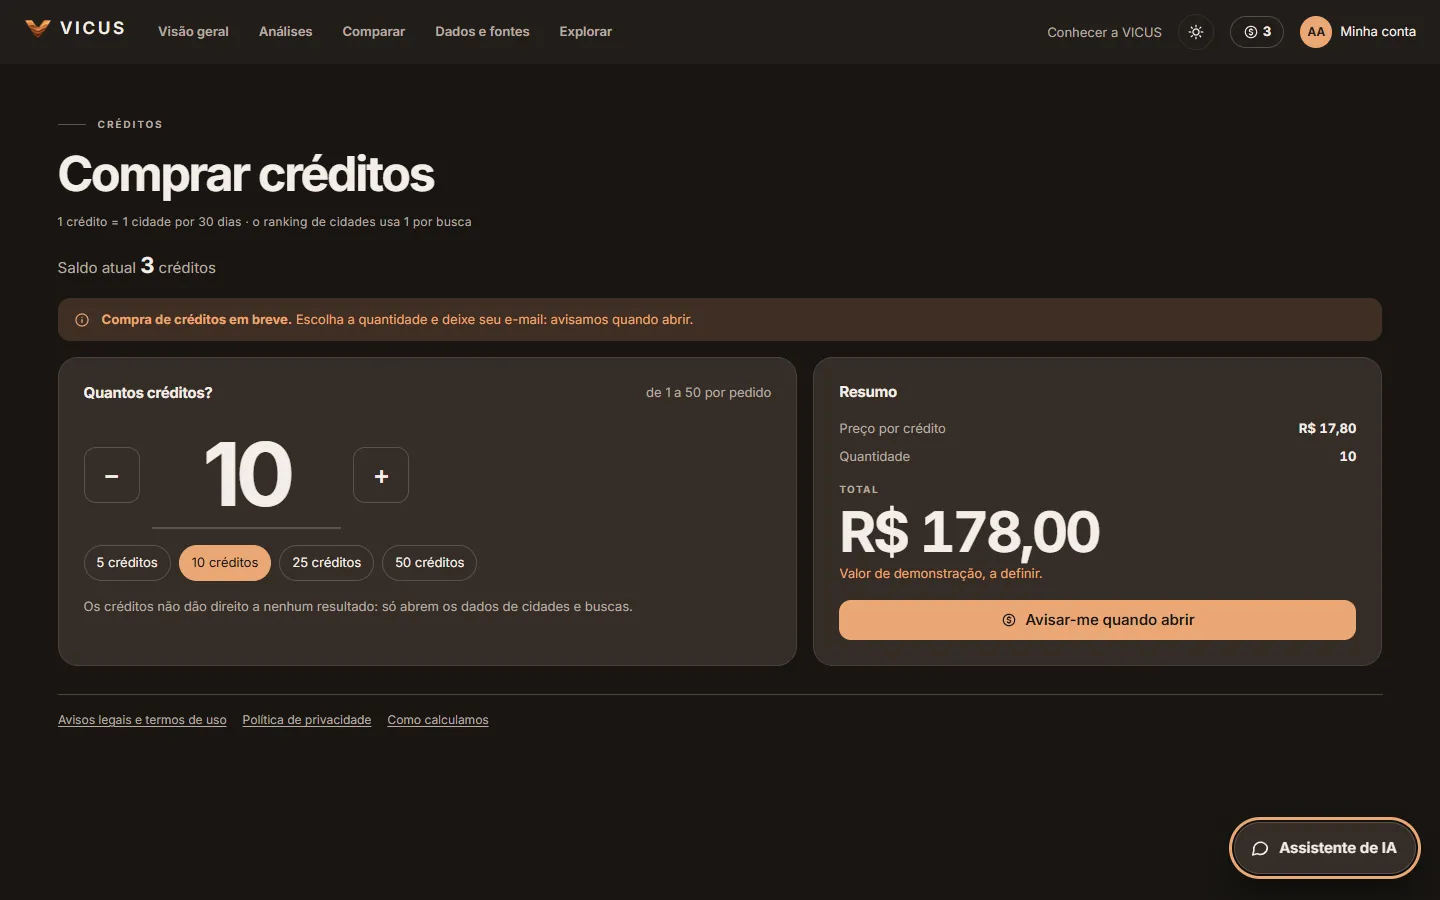 VICUS
Visão geral
Análises
Comparar
Dados e fontes
Explorar
Conhecer a VICUS
3
AA
Minha conta
CRÉDITOS
Comprar créditos
1 crédito = 1 cidade por 30 dias · o ranking de cidades usa 1 por busca
Saldo atual 3 créditos
Compra de créditos em breve. Escolha a quantidade e deixe seu e-mail: avisamos quando abrir.
Quantos créditos?
de 1 a 50 por pedido
−
10
+
5 créditos
10 créditos
25 créditos
50 créditos
Os créditos não dão direito a nenhum resultado: só abrem os dados de cidades e buscas.
Resumo
Preço por crédito
R$ 17,80
Quantidade
10
TOTAL
R$ 178,00
Valor de demonstração, a definir.
Avisar-me quando abrir
Avisos legais e termos de uso
Política de privacidade
Como calculamos
Assistente de IA